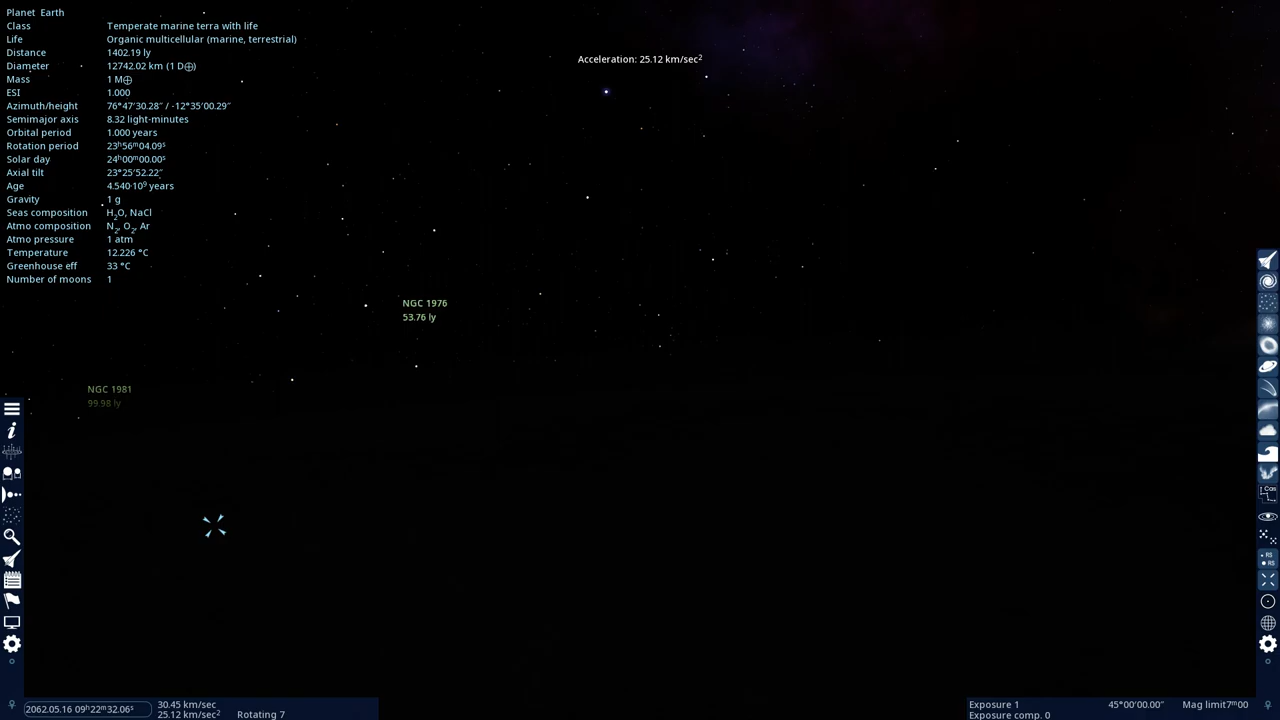 Planet Earth
Class Temperate marine terra with life
Life Organic multicellular (marine, terrestrial)
Distance 1402.19 ly
Diameter 12742.02 km (1 D⊕)
Mass 1 M⊕
ESI 1.000
Azimuth/height 76°47′30.28″ / -12°35′00.29″
Semimajor axis 8.32 light-minutes
Orbital period 1.000 years
Rotation period 23ʰ56ᵐ04.09ˢ
Solar day 24ʰ00ᵐ00.00ˢ
Axial tilt 23°25′52.22″
Age 4.540·10⁹ years
Gravity 1 g
Seas composition H₂O, NaCl
Atmo composition N₂, O₂, Ar
Atmo pressure 1 atm
Temperature 12.226 °C
Greenhouse eff 33 °C
Number of moons 1
Acceleration: 25.12 km/sec²
NGC 1976
53.76 ly
NGC 1981
99.98 ly
Cas
RS
RS
2062.05.16 09ʰ22ᵐ32.06ˢ
30.45 km/sec
25.12 km/sec²
Rotating 7
Exposure 1
Exposure comp. 0
45°00′00.00″
Mag limit 7ᵐ00